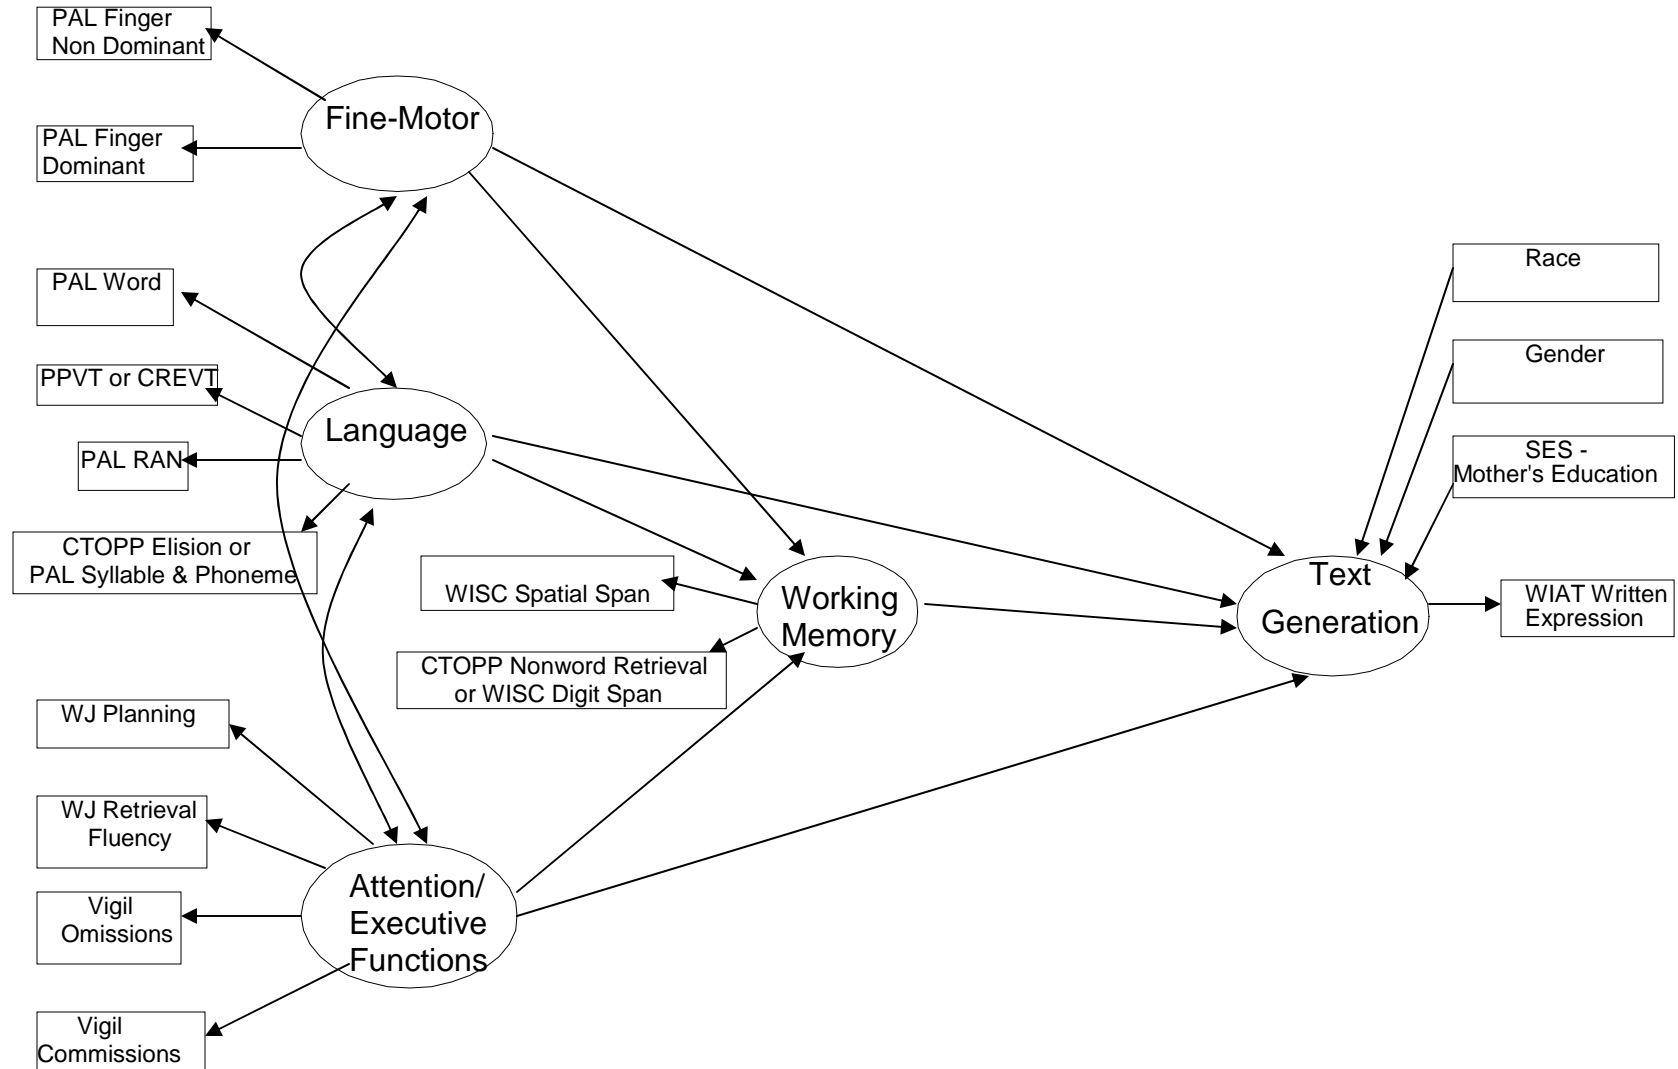 PAL Finger
Non Dominant
Fine-Motor
PAL Finger
Dominant
PAL Word
PPVT or CREVT
Language
PAL RAN
CTOPP Elision or
PAL Syllable & Phoneme
WISC Spatial Span
CTOPP Nonword Retrieval
or WISC Digit Span
Working
Memory
Race
Gender
SES -
Mother's Education
Text
Generation
WIAT Written
Expression
WJ Planning
WJ Retrieval
Fluency
Vigil
Omissions
Attention/
Executive
Functions
Vigil
Commissions